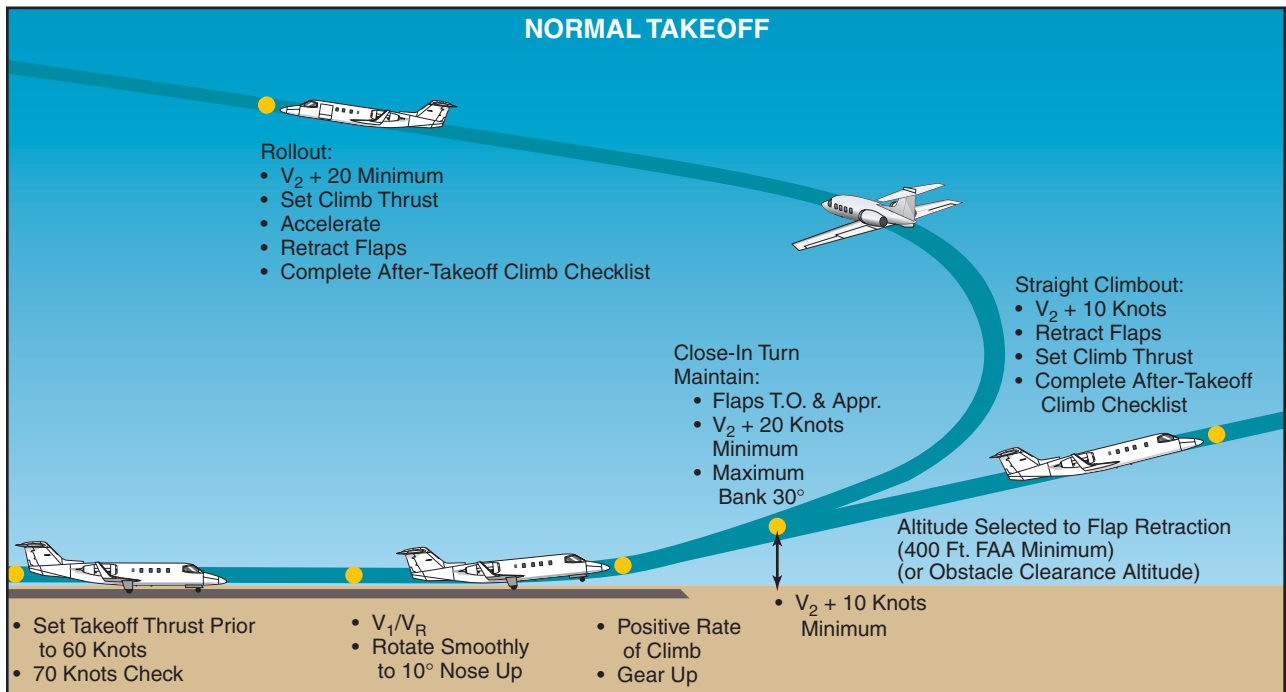 NORMAL TAKEOFF
Rollout:
• V₂ + 20 Minimum
• Set Climb Thrust
• Accelerate
• Retract Flaps
• Complete After-Takeoff Climb Checklist
Straight Climbout:
• V₂ + 10 Knots
• Retract Flaps
• Set Climb Thrust
• Complete After-Takeoff
Climb Checklist
Close-In Turn
Maintain:
• Flaps T.O. & Appr.
• V₂ + 20 Knots
Minimum
• Maximum
Bank 30°
Altitude Selected to Flap Retraction
(400 Ft. FAA Minimum)
(or Obstacle Clearance Altitude)
• Set Takeoff Thrust Prior
to 60 Knots
• 70 Knots Check
• V₁/V_R
• Rotate Smoothly
to 10° Nose Up
• Positive Rate
of Climb
• Gear Up
• V₂ + 10 Knots
Minimum